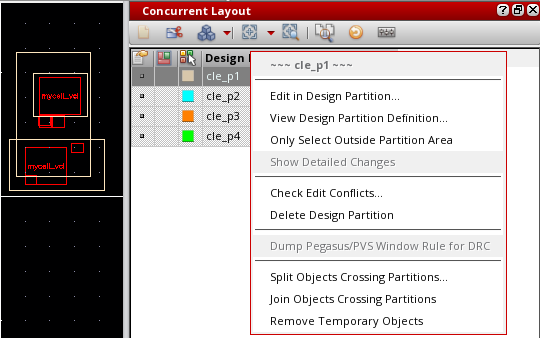 Concurrent Layout
Design
cle_p1
cle_p2
cle_p3
cle_p4
~~~ cle_p1 ~~~
Edit in Design Partition...
View Design Partition Definition...
Only Select Outside Partition Area
Show Detailed Changes
Check Edit Conflicts...
Delete Design Partition
Dump Pegasus/PVS Window Rule for DRC
Split Objects Crossing Partitions...
Join Objects Crossing Partitions
Remove Temporary Objects